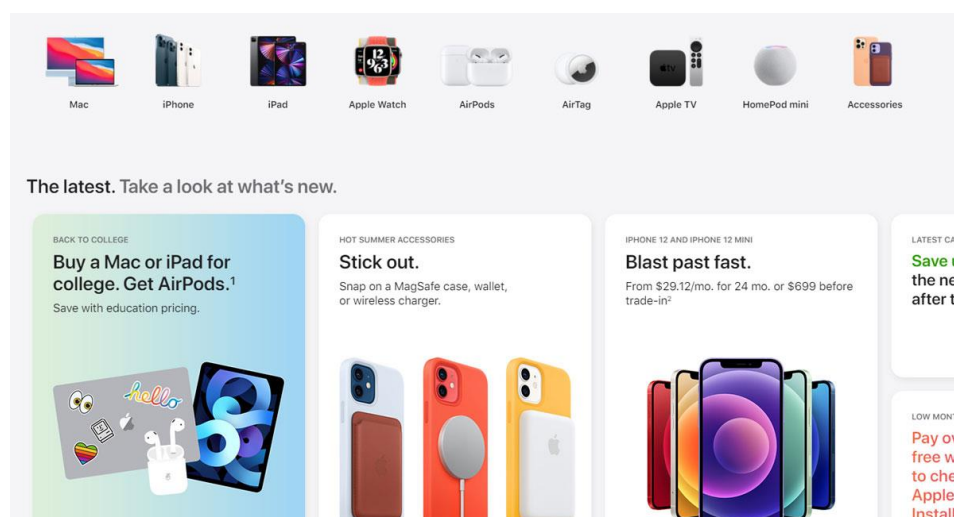 Mac
iPhone
iPad
Apple Watch
AirPods
AirTag
Apple TV
HomePod mini
Accessories
The latest. Take a look at what's new.
BACK TO COLLEGE
Buy a Mac or iPad for
college. Get AirPods.¹
Save with education pricing.
hello
HOT SUMMER ACCESSORIES
Stick out.
Snap on a MagSafe case, wallet,
or wireless charger.
IPHONE 12 AND IPHONE 12 MINI
Blast past fast.
From $29.12/mo. for 24 mo. or $699 before
trade-in²
LATEST
Save
the
after
LOW
Pay
free
to
Apple